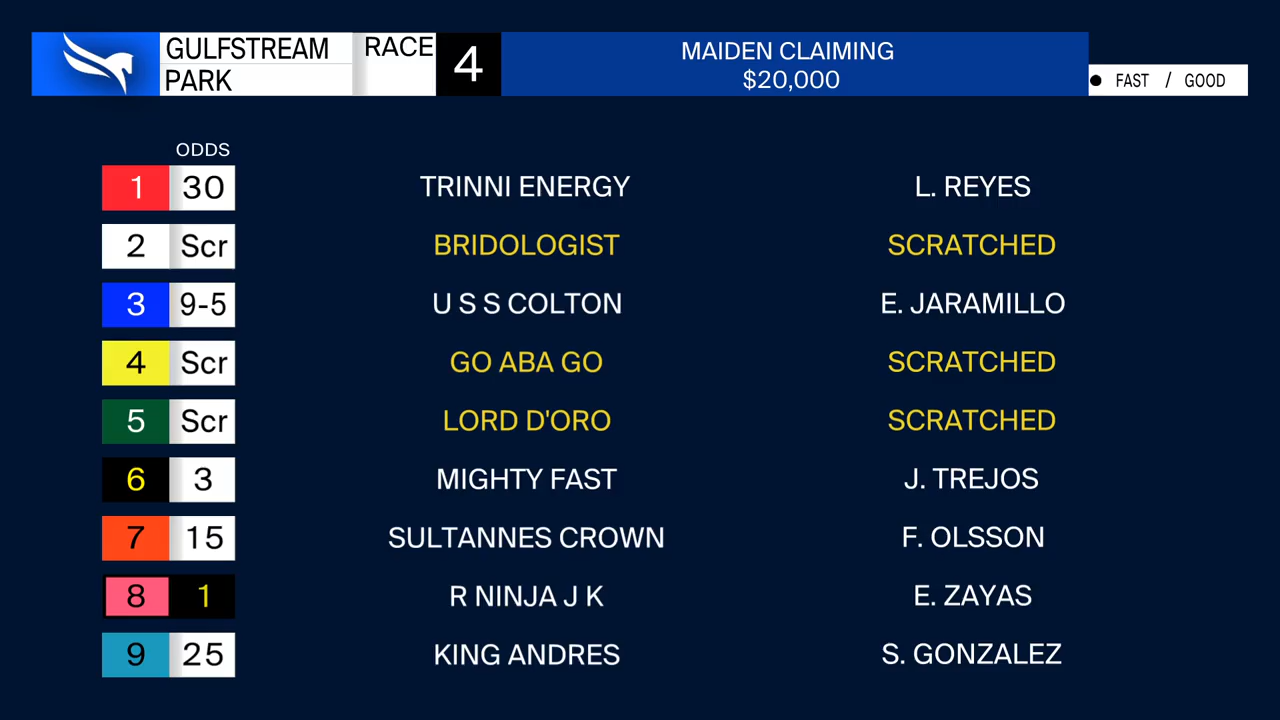 GULFSTREAM PARK
RACE 4
MAIDEN CLAIMING
$20,000
FAST / GOOD
ODDS
1 30 TRINNI ENERGY L. REYES
2 Scr BRIDOLOGIST SCRATCHED
3 9-5 U S S COLTON E. JARAMILLO
4 Scr GO ABA GO SCRATCHED
5 Scr LORD D'ORO SCRATCHED
6 3 MIGHTY FAST J. TREJOS
7 15 SULTANNES CROWN F. OLSSON
8 1 R NINJA J K E. ZAYAS
9 25 KING ANDRES S. GONZALEZ